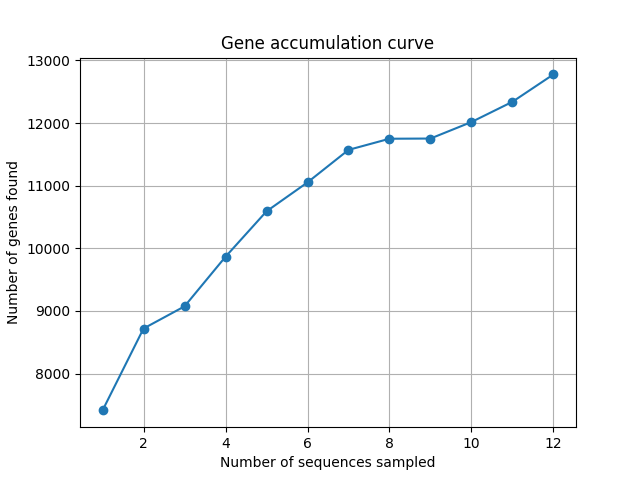 Gene accumulation curve
Number of genes found
13000
12000
11000
10000
9000
8000
2 4 6 8 10 12
Number of sequences sampled